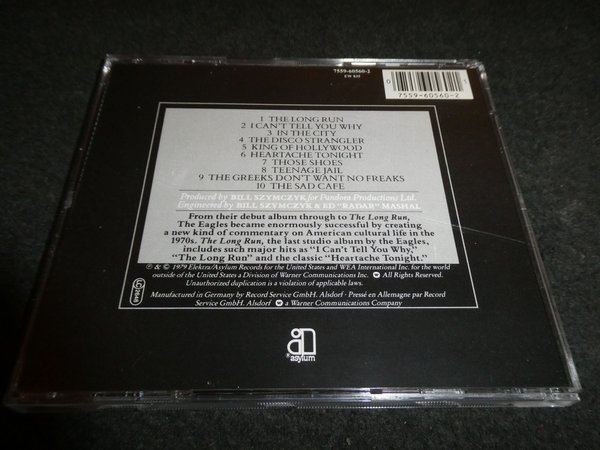 7559-60560-2
EW 835
0
7559-60560-2
1 THE LONG RUN
2 I CAN'T TELL YOU WHY
3 IN THE CITY
4 THE DISCO STRANGLER
5 KING OF HOLLYWOOD
6 HEARTACHE TONIGHT
7 THOSE SHOES
8 TEENAGE JAIL
9 THE GREEKS DON'T WANT NO FREAKS
10 THE SAD CAFE
Produced by BILL SZYMCZYK for Pandora Productions Ltd.
Engineered by BILL SZYMCZYK & ED "RADAR" MASHAL
From their debut album through to The Long Run,
The Eagles became enormously successful by creating
a new kind of commentary on American cultural life in the
1970s. The Long Run, the last studio album by the Eagles,
includes such major hits as "I Can't Tell You Why,"
"The Long Run" and the classic "Heartache Tonight."
℗ & © 1979 Elektra/Asylum Records for the United States and WEA International Inc. for the world
outside of the United States a Division of Warner Communications Inc. All Rights Reserved.
Unauthorized duplication is a violation of applicable laws.
Manufactured in Germany by Record Service GmbH. Alsdorf · Pressé en Allemagne par Record
Service GmbH. Alsdorf a Warner Communications Company
asylum